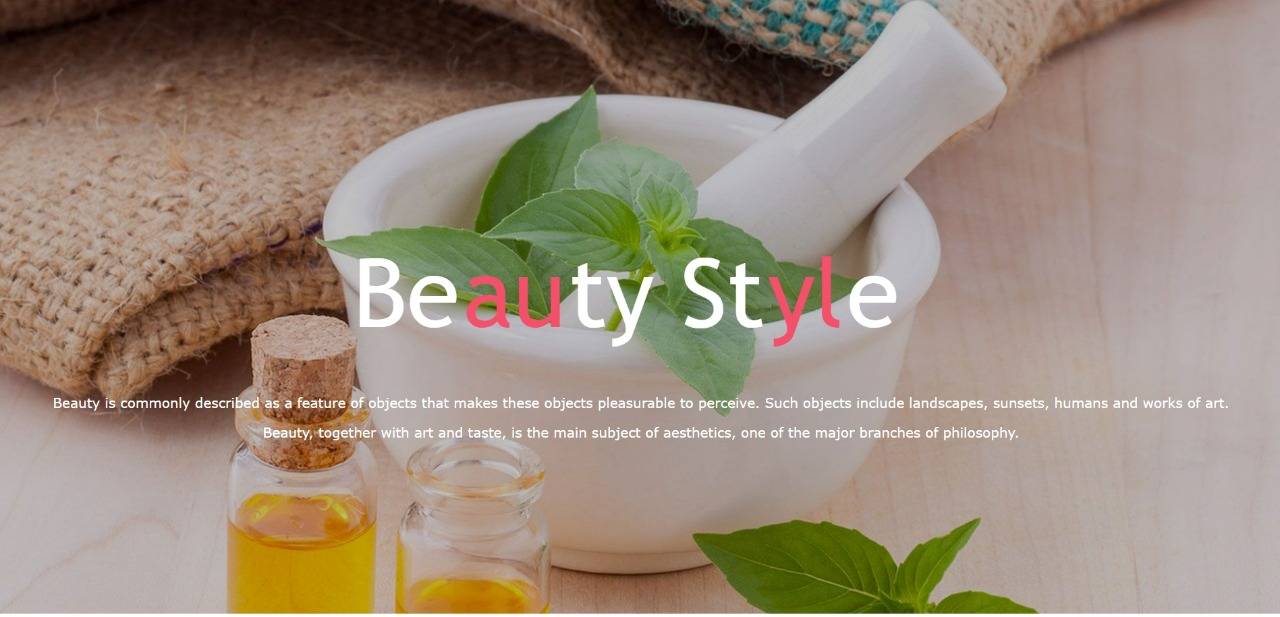 Beauty Style
Beauty is commonly described as a feature of objects that makes these objects pleasurable to perceive. Such objects include landscapes, sunsets, humans and works of art.
Beauty, together with art and taste, is the main subject of aesthetics, one of the major branches of philosophy.